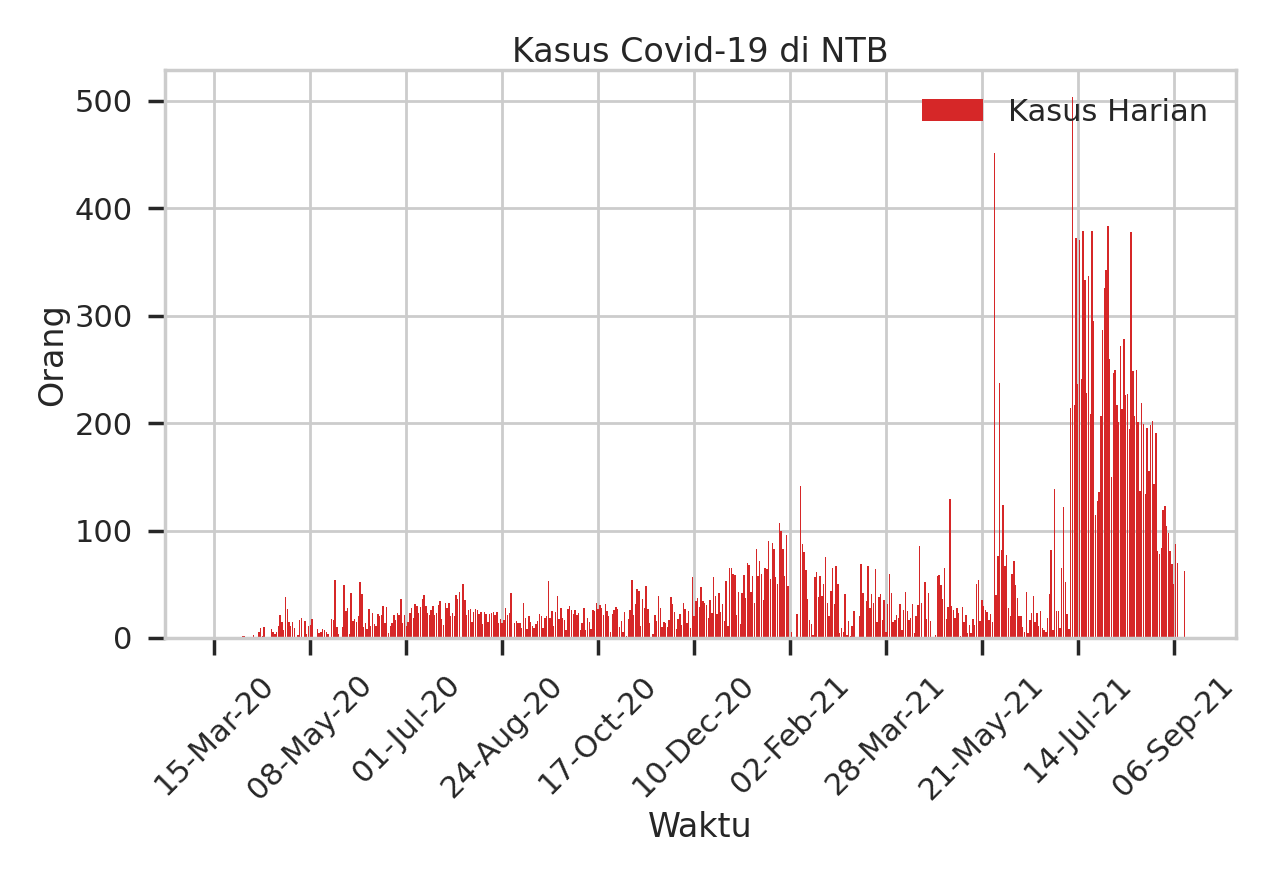 Kasus Covid-19 di NTB
Kasus Harian
Orang
500
400
300
200
100
0
15-Mar-20
08-May-20
01-Jul-20
24-Aug-20
17-Oct-20
10-Dec-20
02-Feb-21
28-Mar-21
21-May-21
14-Jul-21
06-Sep-21
Waktu